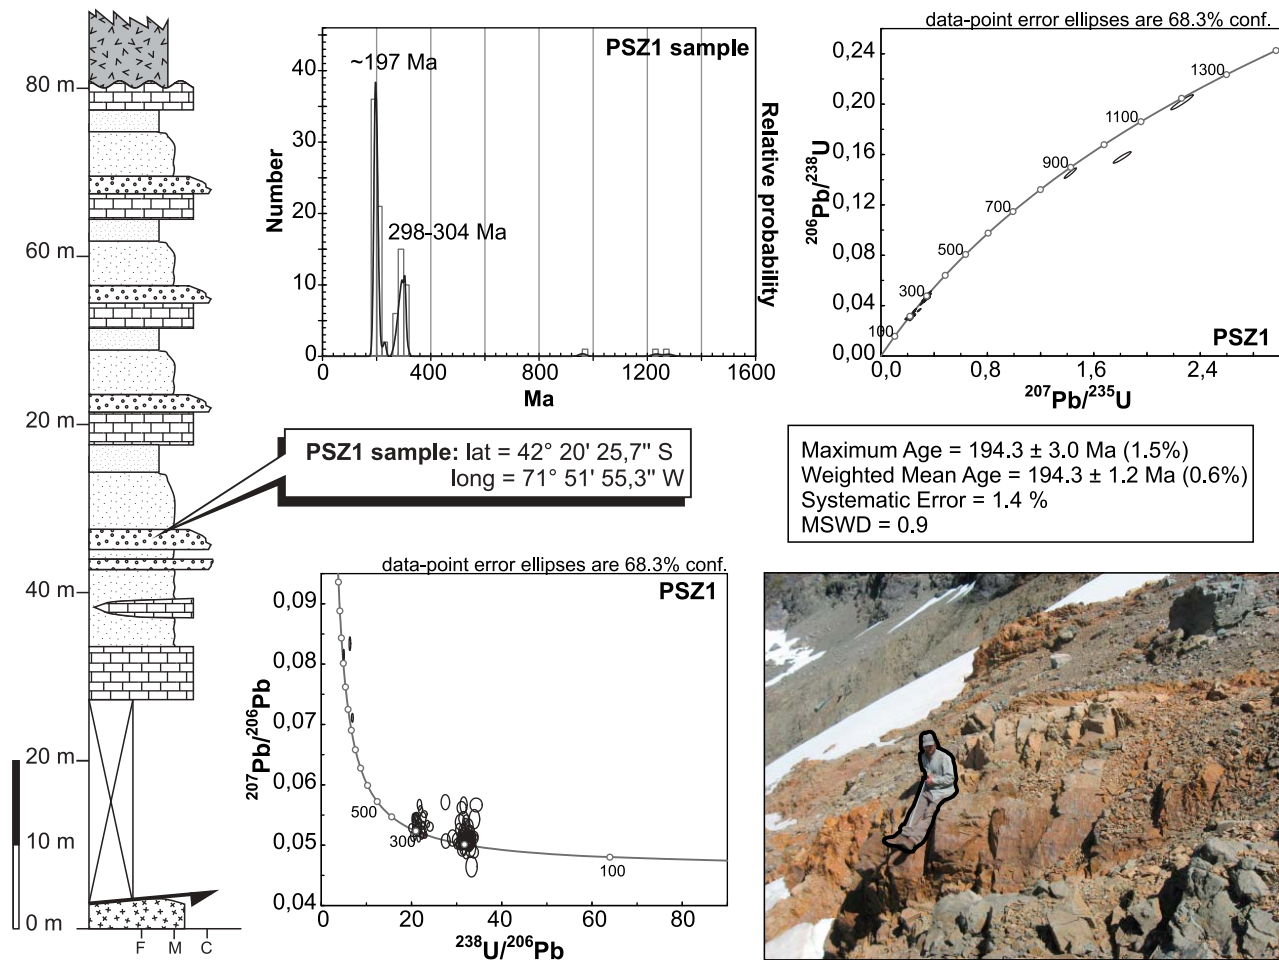 80 m
60 m
20 m
40 m
20 m
10 m
0 m
F M C
PSZ1 sample
~197 Ma
298-304 Ma
Number
40
30
20
10
0
0 400 800 1200 1600
Ma
Relative probability
data-point error ellipses are 68.3% conf.
0,24
0,20
0,16
0,12
0,08
0,04
0,00
206Pb/238U
1300
1100
900
700
500
300
100
PSZ1
0,0 0,8 1,6 2,4
207Pb/235U
PSZ1 sample: lat = 42° 20' 25,7" S
long = 71° 51' 55,3" W
Maximum Age = 194.3 ± 3.0 Ma (1.5%)
Weighted Mean Age = 194.3 ± 1.2 Ma (0.6%)
Systematic Error = 1.4 %
MSWD = 0.9
data-point error ellipses are 68.3% conf.
PSZ1
0,09
0,08
0,07
0,06
0,05
0,04
207Pb/206Pb
500
300
100
0 20 40 60 80
238U/206Pb